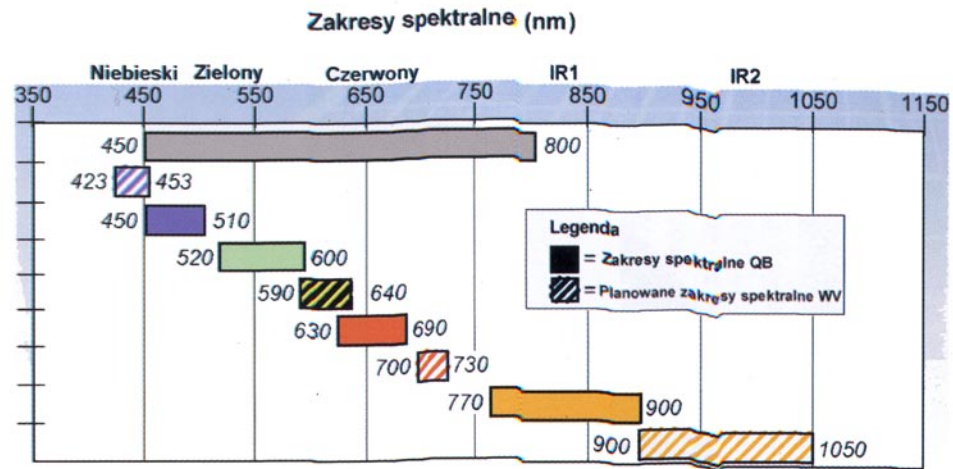 Zakresy spektralne (nm)
Niebieski Zielony Czerwony IR1 IR2
350 450 550 650 750 850 950 1050 1150
450 800
423 453
450 510
520 600
Legenda
= Zakresy spektralne QB
590 640
= Planowane zakresy spektralne WV
630 690
700 730
770 900
900 1050